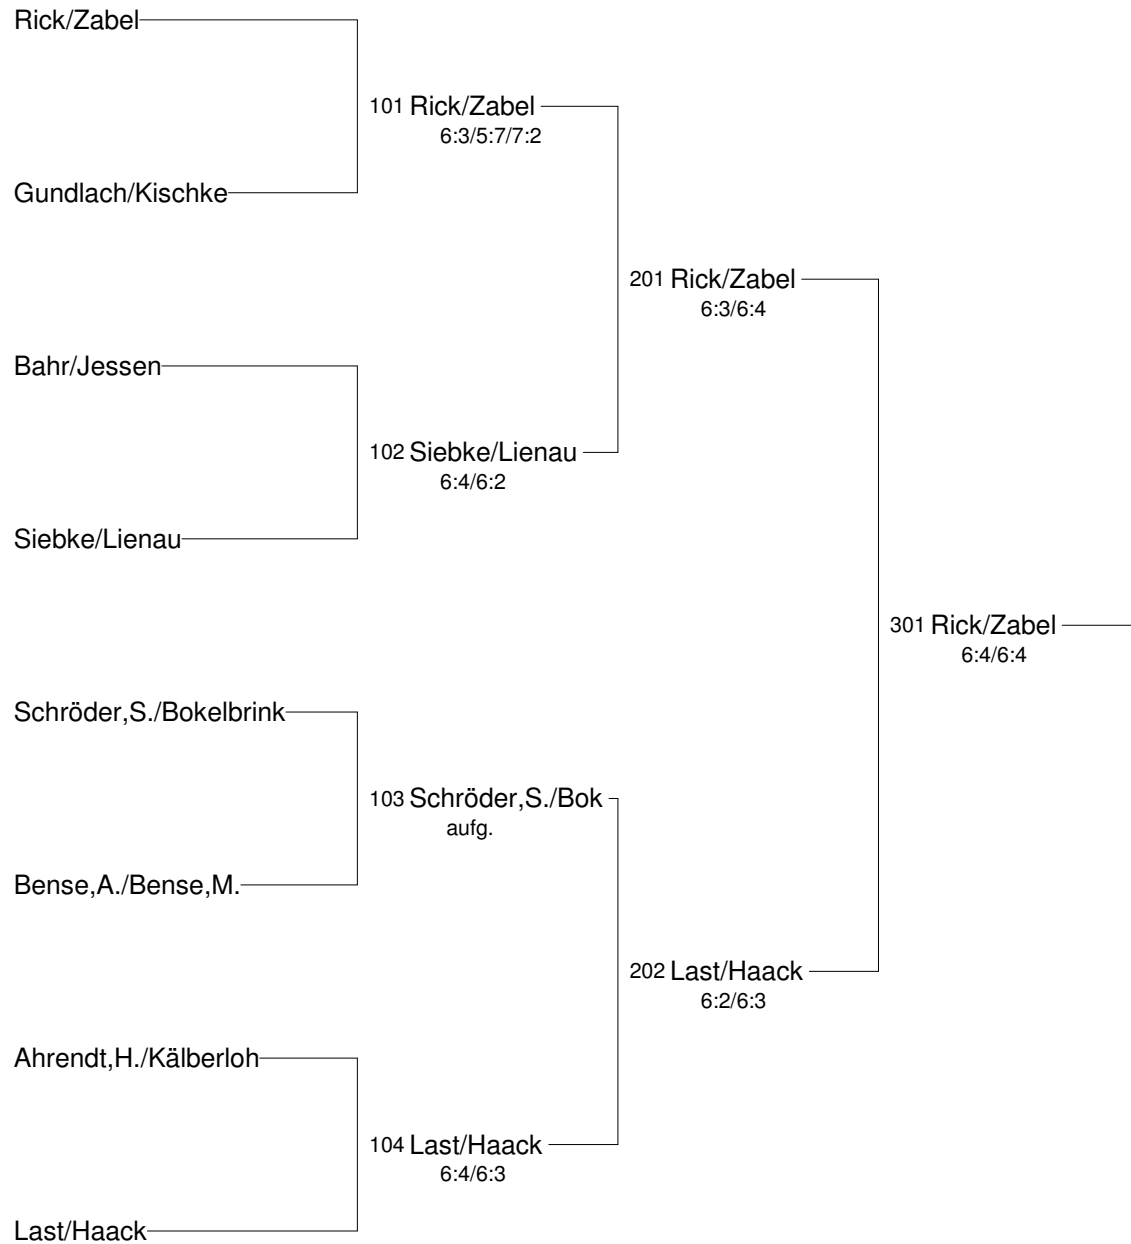 Rick/Zabel
101 Rick/Zabel
6:3/5:7/7:2
Gundlach/Kischke
201 Rick/Zabel
6:3/6:4
Bahr/Jessen
102 Siebke/Lienau
6:4/6:2
Siebke/Lienau
301 Rick/Zabel
6:4/6:4
Schröder,S./Bokelbrink
103 Schröder,S./Bok
aufg.
Bense,A./Bense,M.
202 Last/Haack
6:2/6:3
Ahrendt,H./Kälberloh
104 Last/Haack
6:4/6:3
Last/Haack